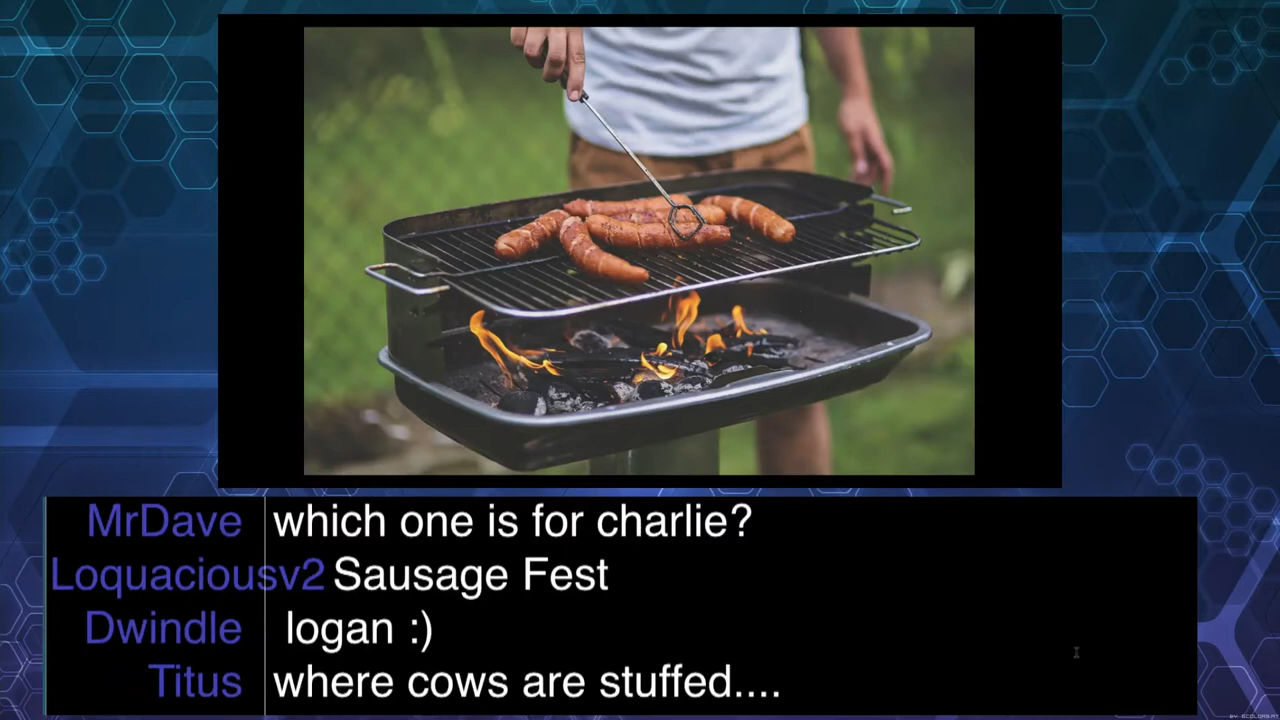 MrDave which one is for charlie?
Loquaciousv2 Sausage Fest
Dwindle logan :)
Titus where cows are stuffed....